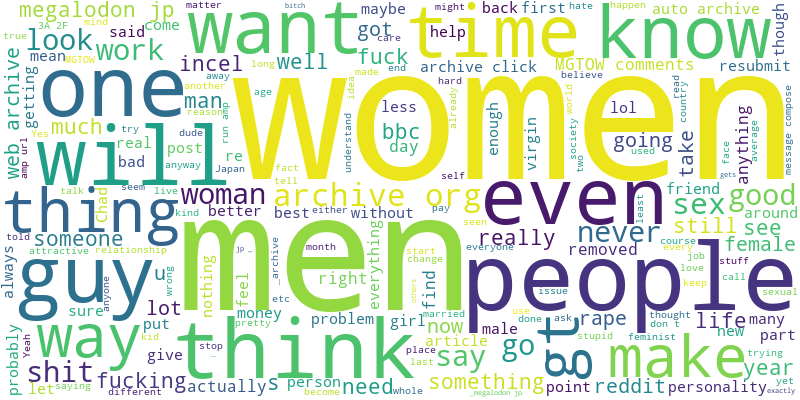 matter
bitch
might
happen
mind
3A 2F
come
megalodon jp
said
true
MGTOW
look
mean
work
getting
web archive
want
time
know
care
maybe
got
back
first
hate
auto archive
though
help
fuck
archive click
MGTOW comments
resubmit
end
well
incel
away
long
idea
made
hard
believe
another
man
reason
age
less
already
enough
lol
world
read
country
message compose
one
women
much
Yes
try
dude
run amp
understand
bbc
day
virgin
going
society
two
used
take
anything
average
face
gets
amp url
real
post
bad
anyway
re
Japan
fact
tell
self
will
talk
seem
live
Chad
woman
archive org
even
least
friend
sex
good
around
thing
told
kind
better
best
either
without
pay
seen
never
still
see
female
someone
always
attractive
relationship
JP
archive
month
everything
start
change
everyone
really
removed
course
every
stuff
job
love
call
sexual
guy
anyone
u
wrong
nothing
feel
etc
right
others
find
issue
keep
men
people
probably
sure
lot
money
pretty
problem
girl
married
now
male
use
done
ask
rape
thought
don t
life
new
many
part
Yeah
way
put
kid
stop
think
place
last
article
say
go
gt
stupid
feminist
make
trying
year
yet
shit
give
fucking
let
saying
different
actually
s
person
become
need
whole
something
_megalodon jp
point
reddit
personality
exactly